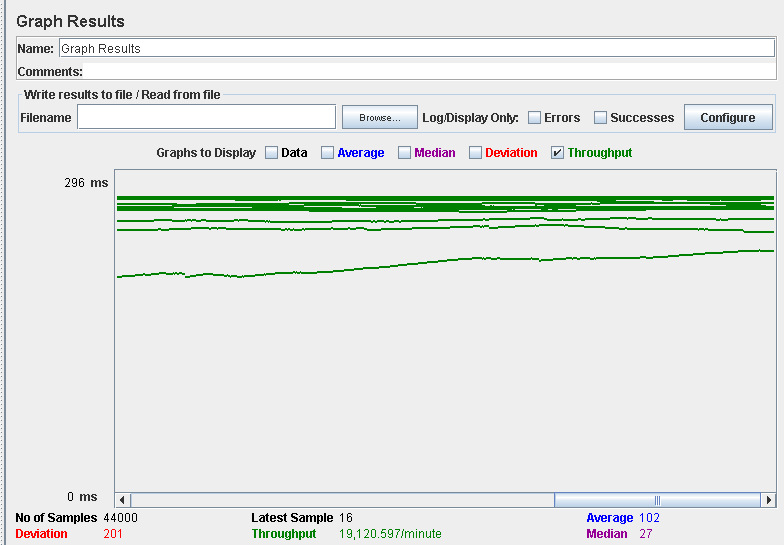 Graph Results
Name: Graph Results
Comments:
Write results to file / Read from file
Filename Browse... Log/Display Only: Errors Successes Configure
Graphs to Display Data Average Median Deviation Throughput
296 ms
0 ms
No of Samples 44000 Latest Sample 16 Average 102
Deviation 201 Throughput 19,120.597/minute Median 27